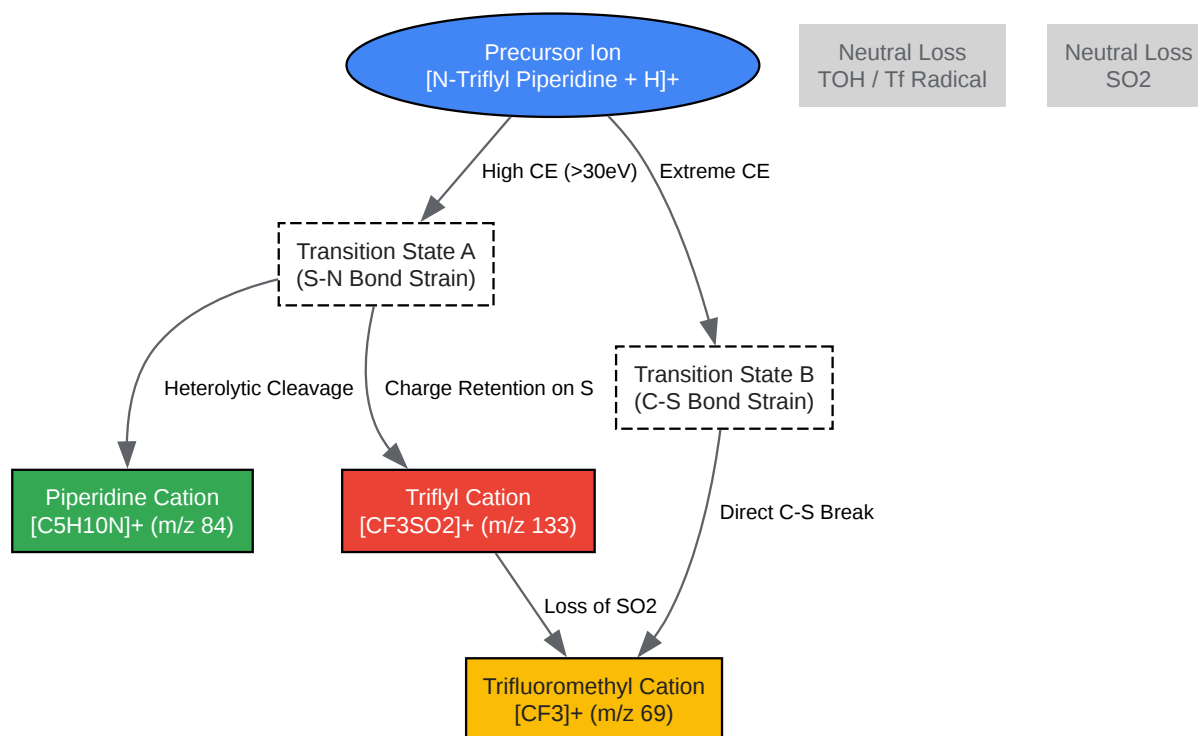 Precursor Ion
[N-Triflyl Piperidine + H]+
Neutral Loss
TOH / Tf Radical
Neutral Loss
SO2
High CE (>30eV)
Extreme CE
Transition State A
(S-N Bond Strain)
Transition State B
(C-S Bond Strain)
Heterolytic Cleavage
Charge Retention on S
Piperidine Cation
[C5H10N]+ (m/z 84)
Triflyl Cation
[CF3SO2]+ (m/z 133)
Direct C-S Break
Loss of SO2
Trifluoromethyl Cation
[CF3]+ (m/z 69)